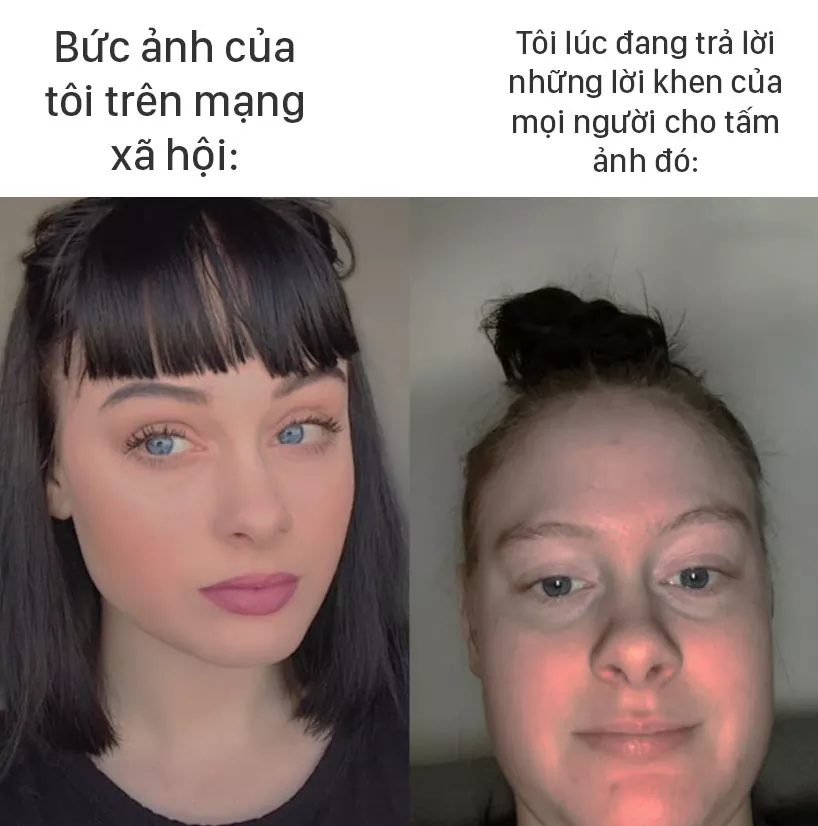 Bức ảnh của
tôi trên mạng
xã hội:
Tôi lúc đang trả lời
những lời khen của
mọi người cho tấm
ảnh đó: